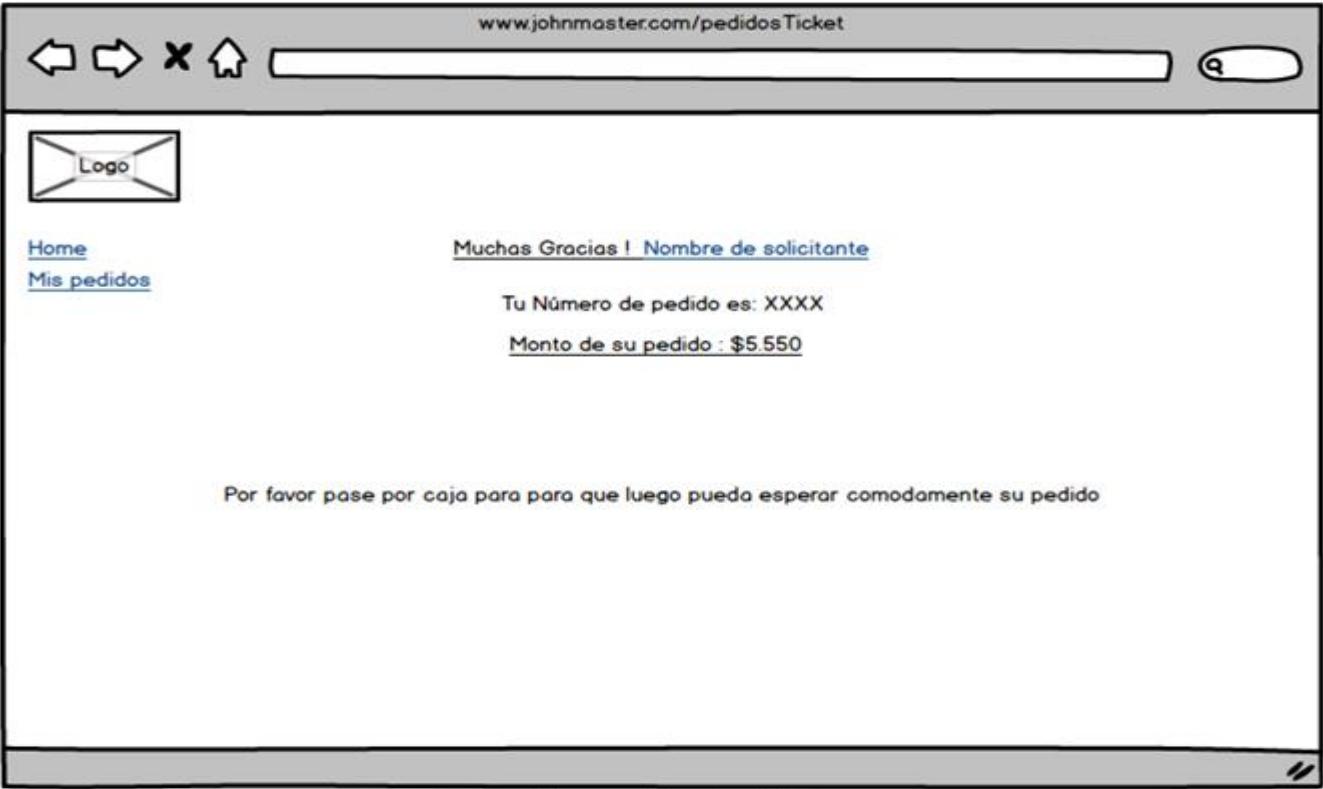 www.johnmaster.com/pedidosTicket
Logo
Home
Mis pedidos
Muchas Gracias ! Nombre de solicitante
Tu Número de pedido es: XXXX
Monto de su pedido : $5.550
Por favor pase por caja para para que luego pueda esperar comodamente su pedido